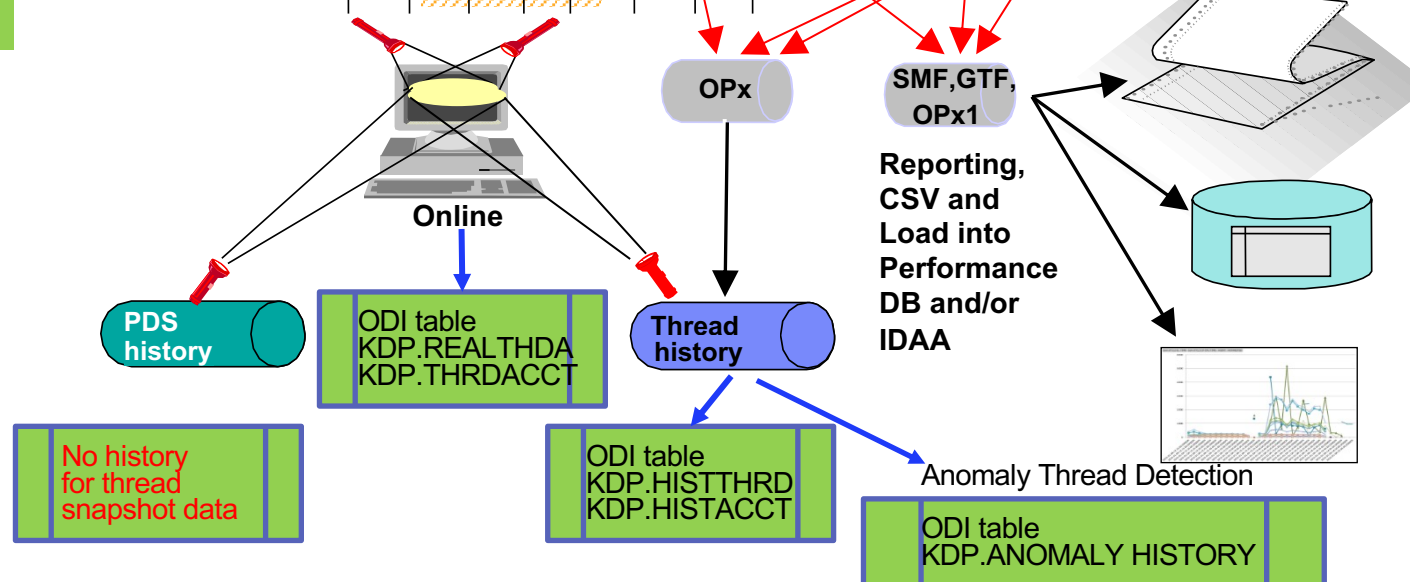 OPx
SMF,GTF,
OPx1
Reporting,
CSV and
Load into
Performance
DB and/or
IDAA
Online
PDS
history
ODI table
KDP.REALTHDA
KDP.THRDACCT
Thread
history
No history
for thread
snapshot data
ODI table
KDP.HISTTHRD
KDP.HISTACCT
Anomaly Thread Detection
ODI table
KDP.ANOMALY HISTORY